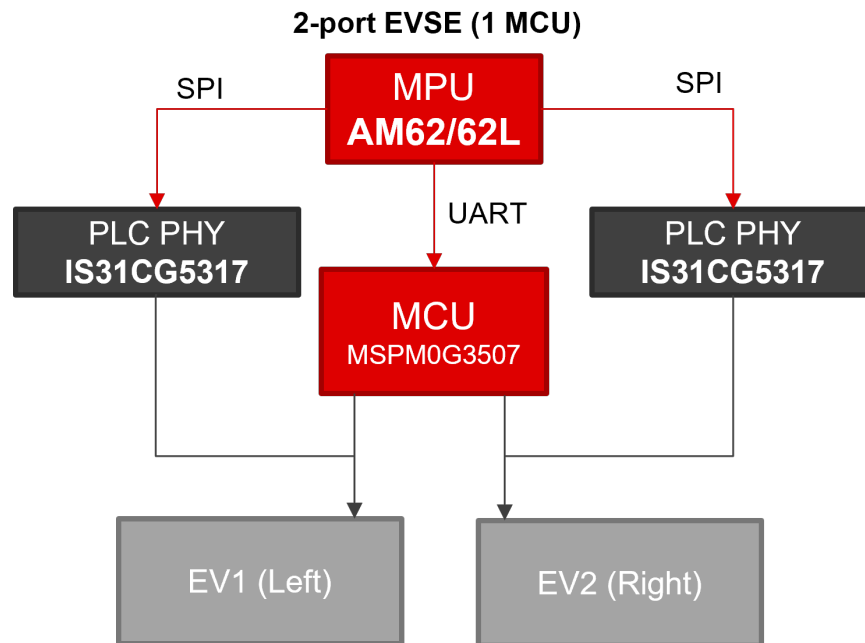 2-port EVSE (1 MCU)
SPI
MPU
AM62/62L
SPI
PLC PHY
IS31CG5317
UART
PLC PHY
IS31CG5317
MCU
MSPM0G3507
EV1 (Left)
EV2 (Right)